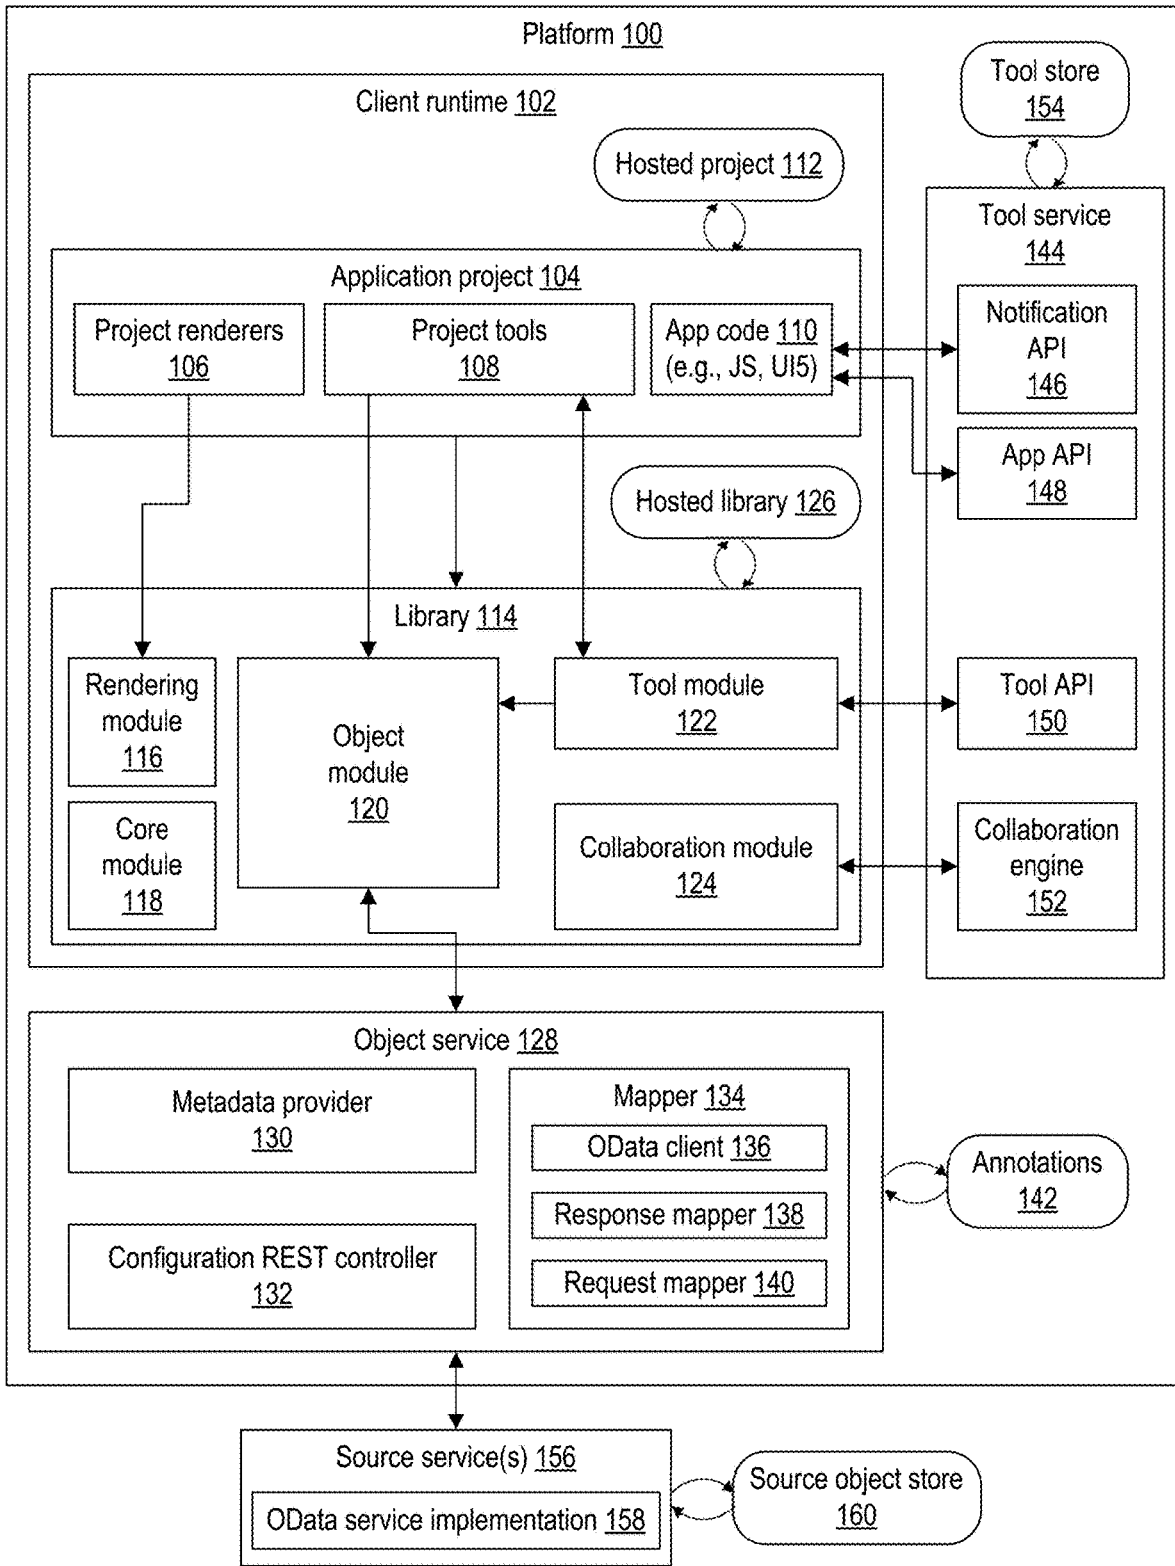 Platform 100
Client runtime 102
Tool store
154
Hosted project 112
Tool service
144
Application project 104
Project renderers
106
Project tools
108
App code 110
(e.g., JS, UI5)
Notification
API
146
App API
148
Hosted library 126
Library 114
Rendering
module
116
Core
module
118
Object
module
120
Tool module
122
Tool API
150
Collaboration module
124
Collaboration
engine
152
Object service 128
Metadata provider
130
Configuration REST controller
132
Mapper 134
OData client 136
Response mapper 138
Request mapper 140
Annotations
142
Source service(s) 156
OData service implementation 158
Source object store
160